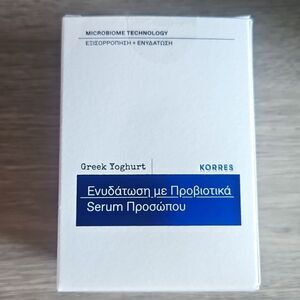 MICROBIOME TECHNOLOGY
ΕΞΙΣΟΡΡΟΠΗΣΗ + ΕΝΥΔΑΤΩΣΗ
Greek Yoghurt
KORRES
Ενυδάτωση με Προβιοτικά
Serum Προσώπου